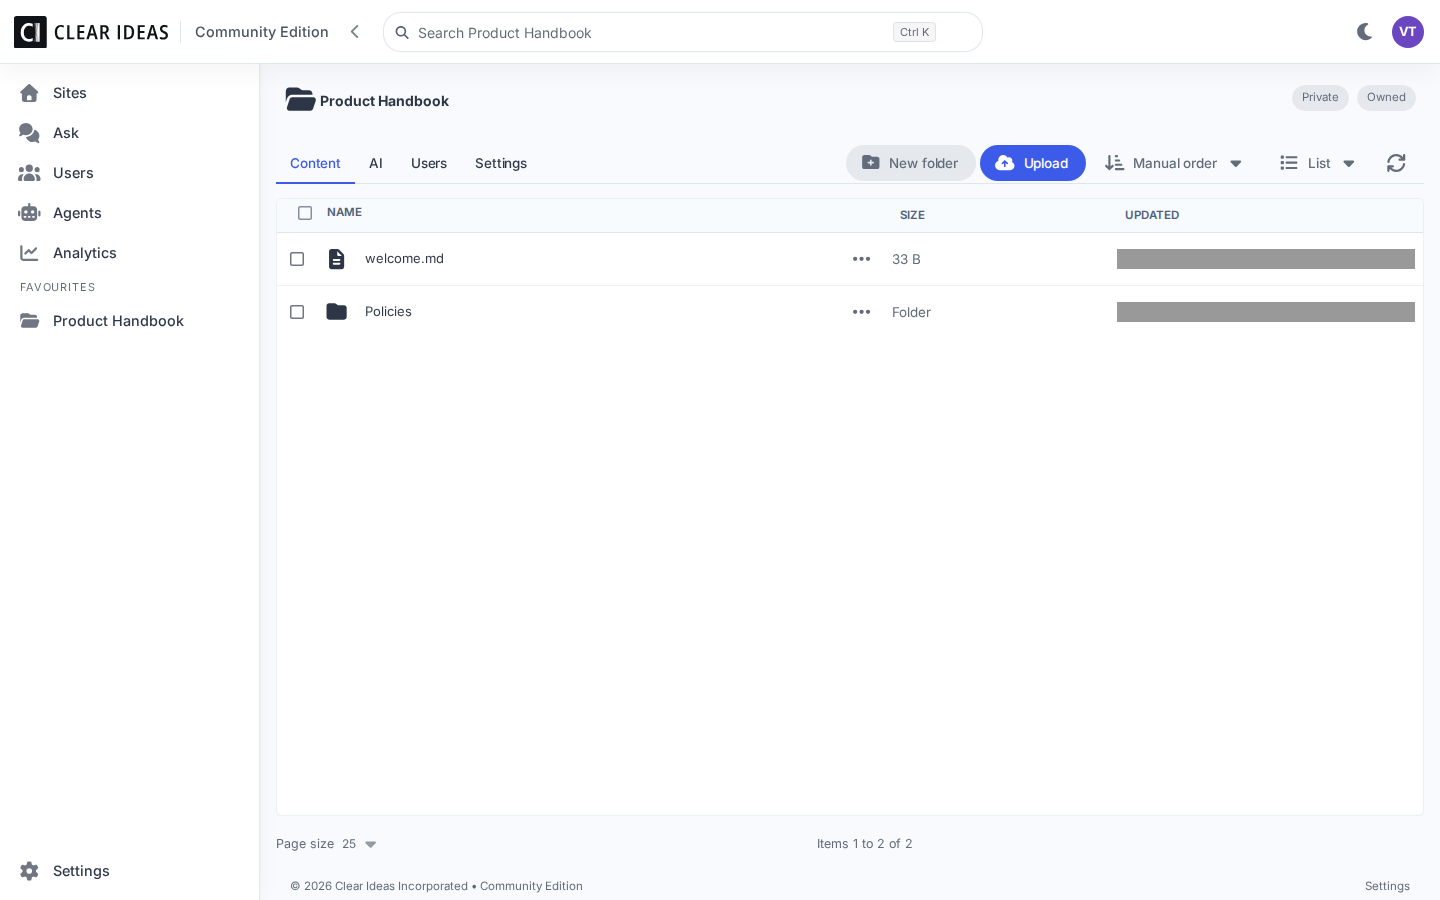 CI CLEAR IDEAS
Community Edition
Search Product Handbook
Ctrl K
VT
Sites
Ask
Users
Agents
Analytics
FAVOURITES
Product Handbook
Settings
Product Handbook
Private
Owned
Content
AI
Users
Settings
New folder
Upload
Manual order
List
NAME
SIZE
UPDATED
welcome.md
33 B
Policies
Folder
Page size 25
Items 1 to 2 of 2
© 2026 Clear Ideas Incorporated • Community Edition
Settings